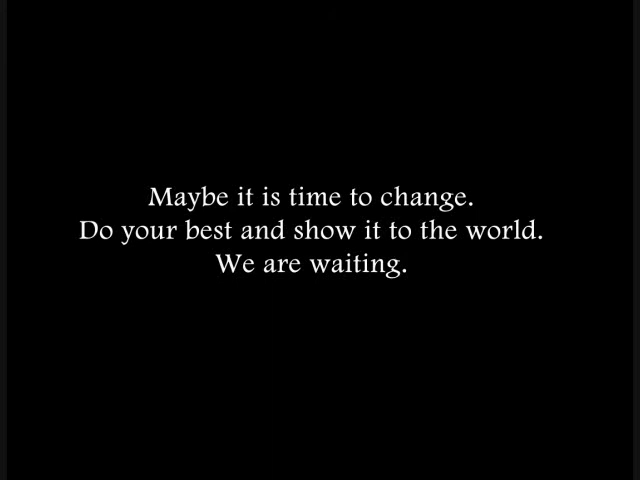 Maybe it is time to change.
Do your best and show it to the world.
We are waiting.